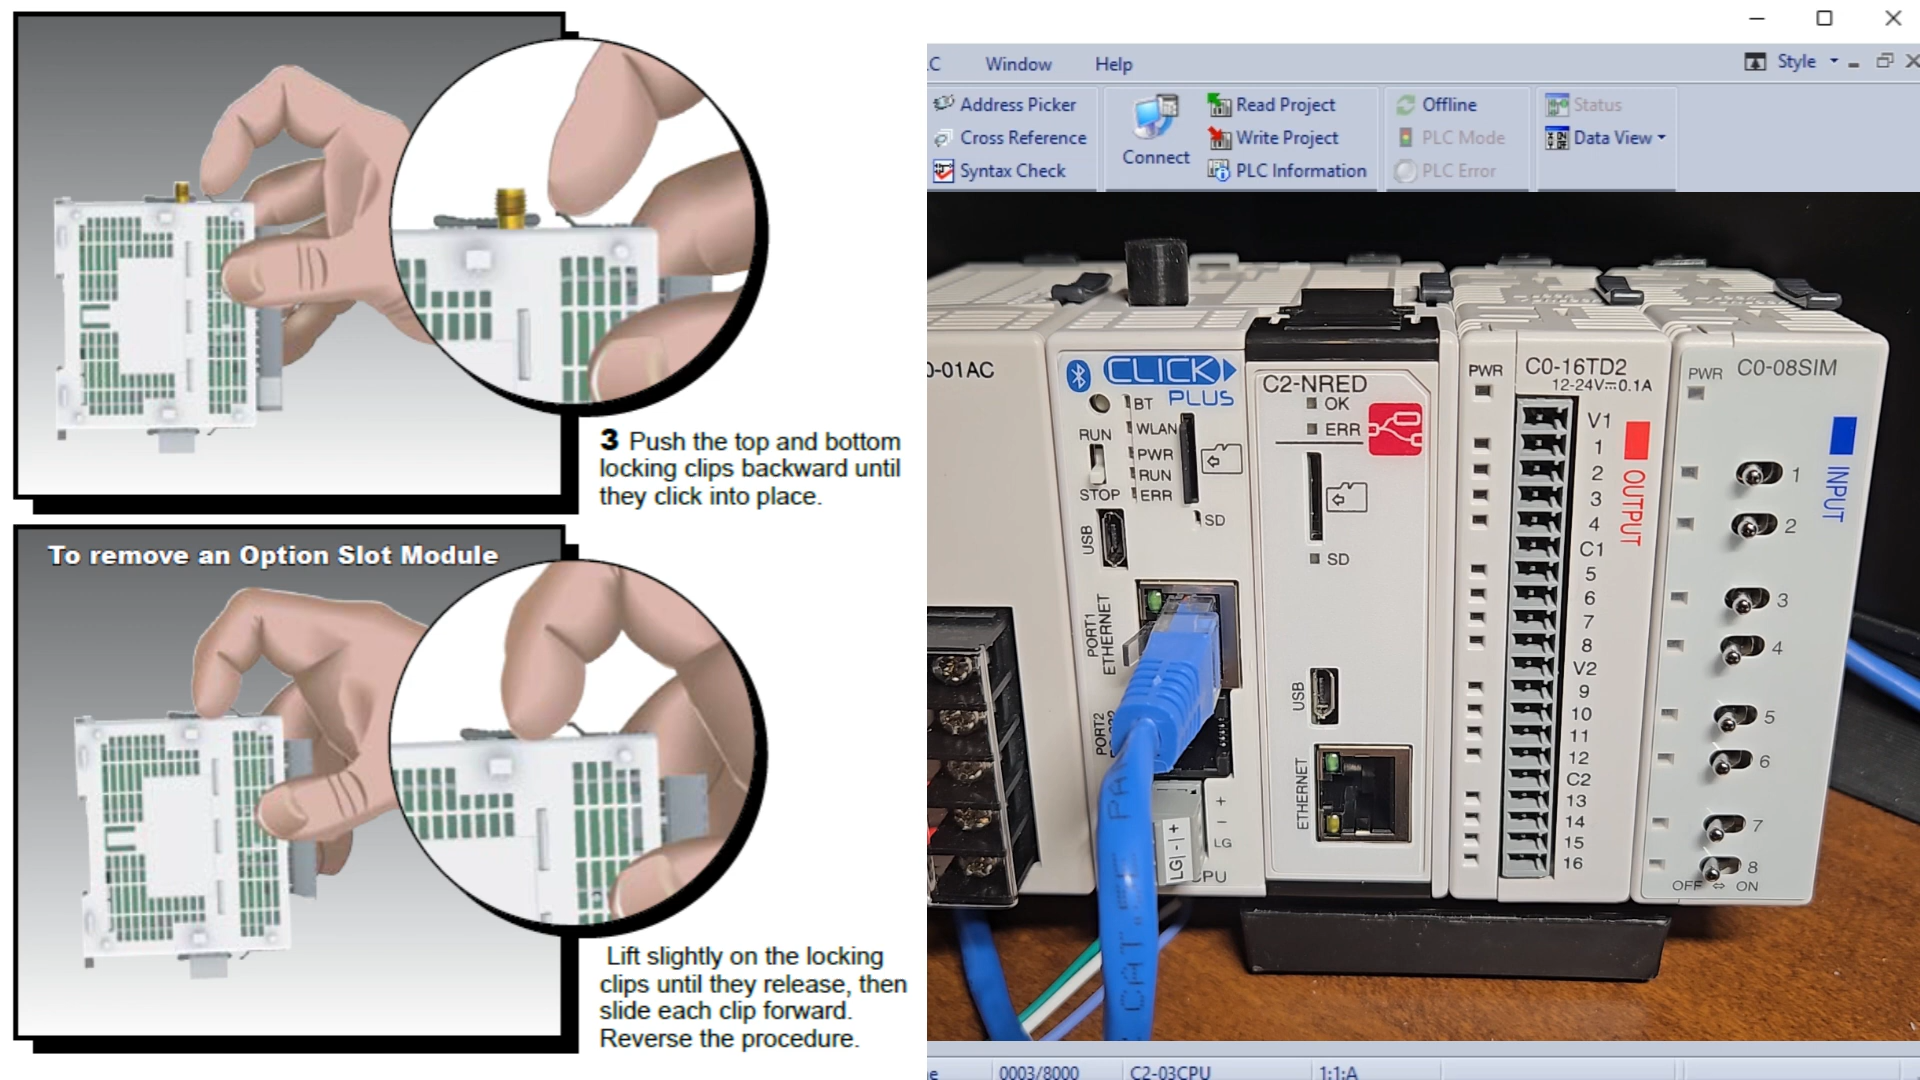 3 Push the top and bottom
locking clips backward until
they click into place.
To remove an Option Slot Module
Lift slightly on the locking
clips until they release, then
slide each clip forward.
Reverse the procedure.
Window
Help
Style
Address Picker
Cross Reference
Syntax Check
Connect
Read Project
Write Project
PLC Information
Offline
PLC Mode
PLC Error
Status
Data View
-01AC
CLICK
PLUS
BT
WLAN
RUN
PWR
RUN
STOP
ERR
SD
USB
PORT1
ETHERNET
PORT2
+
-
LG
LG - +
CPU
CAT.
C2-NRED
OK
ERR
SD
USB
ETHERNET
PWR
C0-16TD2
12-24V⎓0.1A
V1
1
2
3
4
C1
5
6
7
8
V2
9
10
11
12
C2
13
14
15
16
OUTPUT
PWR
C0-08SIM
INPUT
1
2
3
4
5
6
7
8
OFF ⇔ ON
0003/8000
C2-03CPU
1:1:A